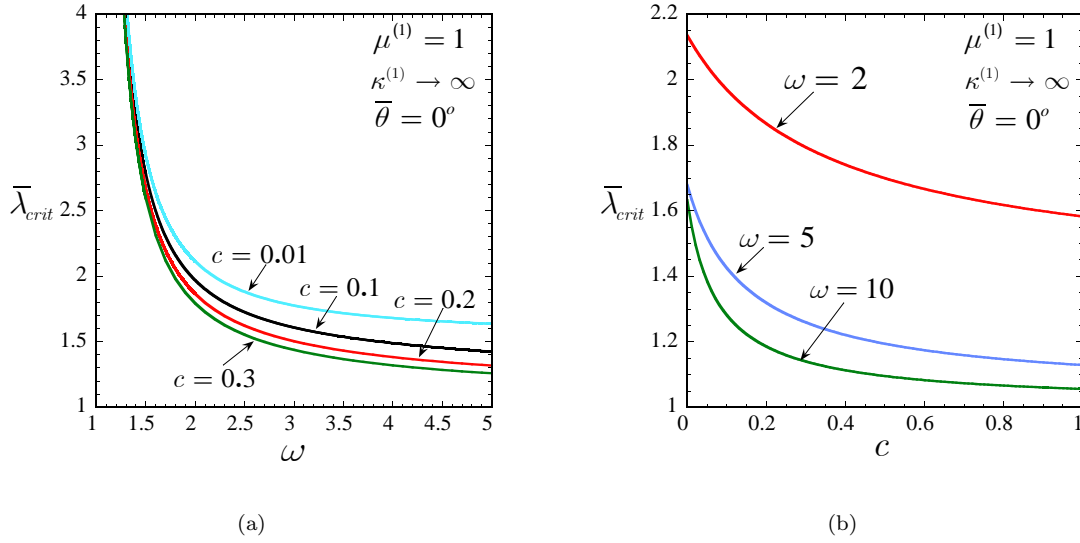 4
3.5
3
2.5
2
1.5
1
λ̅crit
1 1.5 2 2.5 3 3.5 4 4.5 5
ω
μ⁽¹⁾ = 1
κ⁽¹⁾ → ∞
θ̅ = 0º
c = 0.01
c = 0.1
c = 0.2
c = 0.3
(a)
2.2
2
1.8
1.6
1.4
1.2
1
λ̅crit
0 0.2 0.4 0.6 0.8 1
c
μ⁽¹⁾ = 1
κ⁽¹⁾ → ∞
θ̅ = 0º
ω = 2
ω = 5
ω = 10
(b)